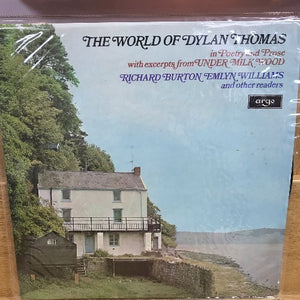 THE WORLD OF DYLAN THOMAS
in Poetry and Prose
with excerpts from UNDER MILK WOOD
RICHARD BURTON, EMLYN WILLIAMS
and other readers
argo